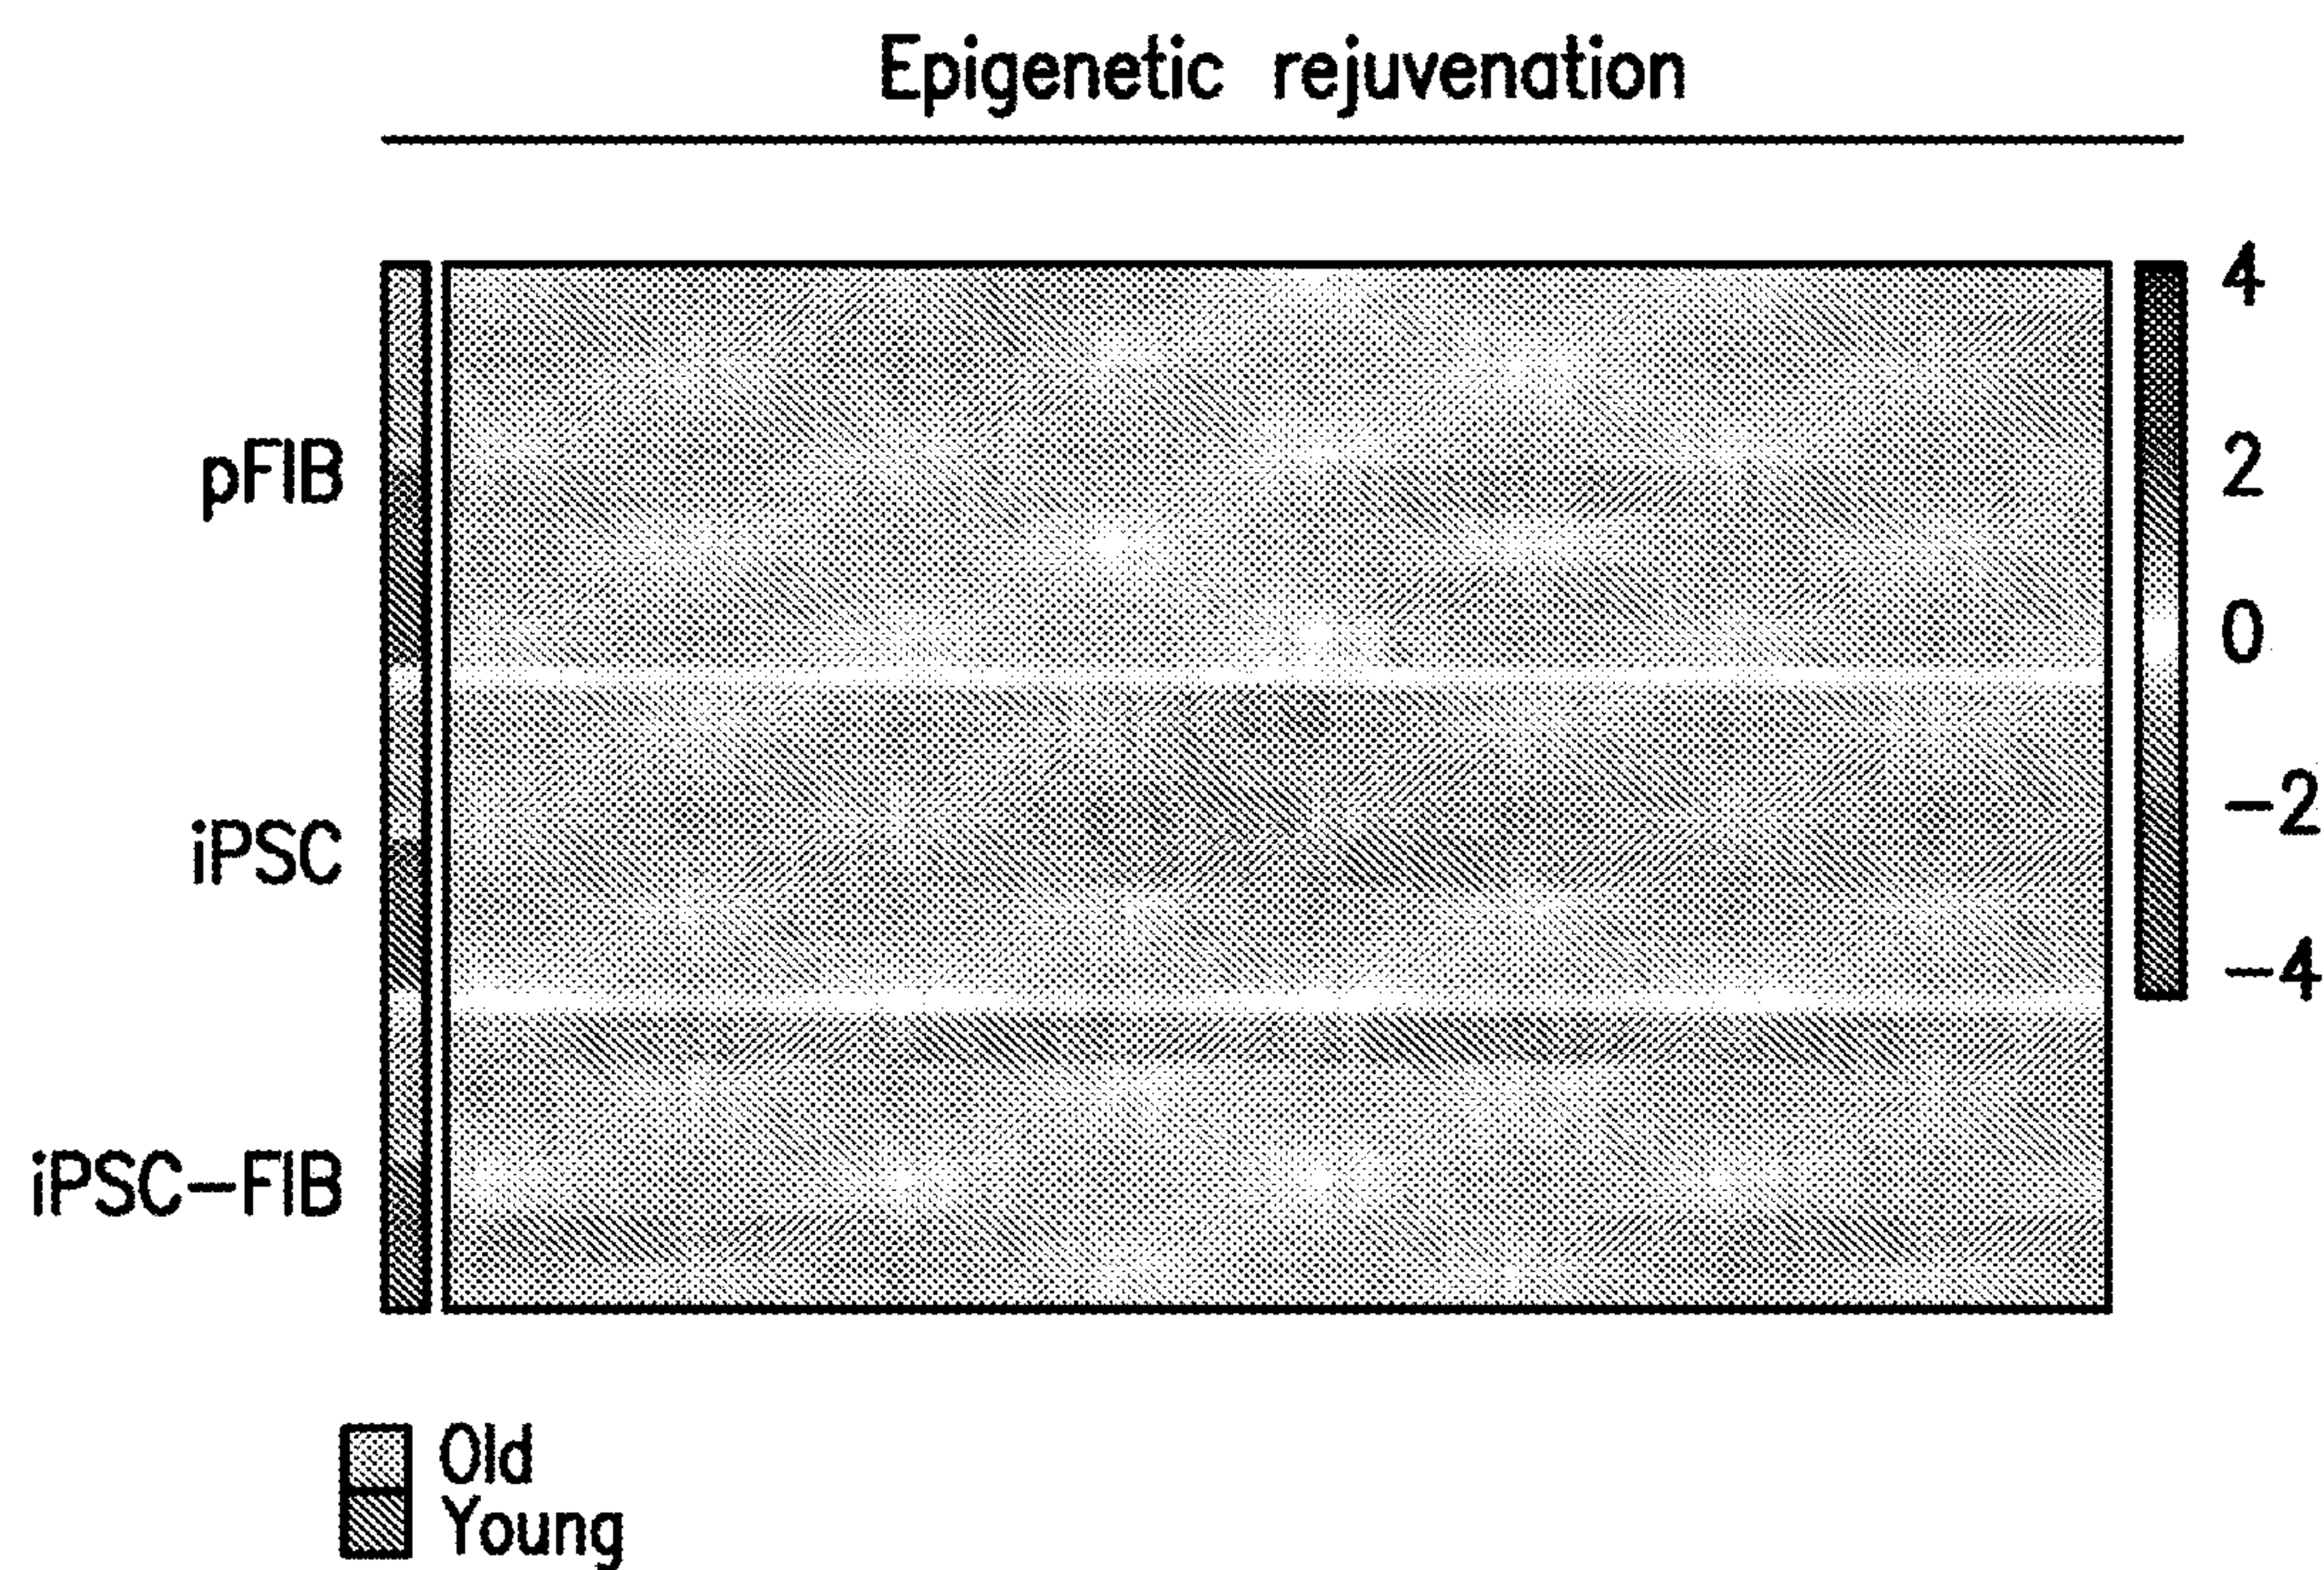 Epigenetic rejuvenation
4
2
0
−2
−4
pFIB
iPSC
iPSC–FIB
Old
Young